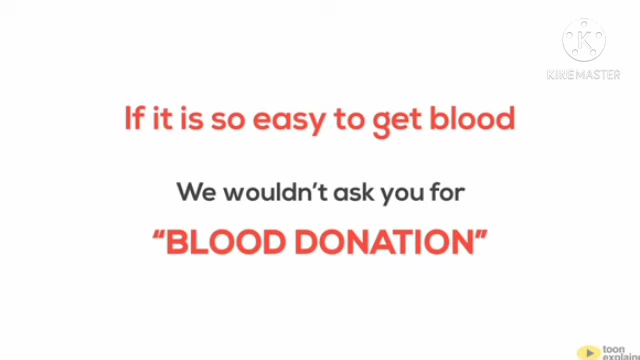 KINEMASTER
If it is so easy to get blood
We wouldn't ask you for
"BLOOD DONATION"
toon